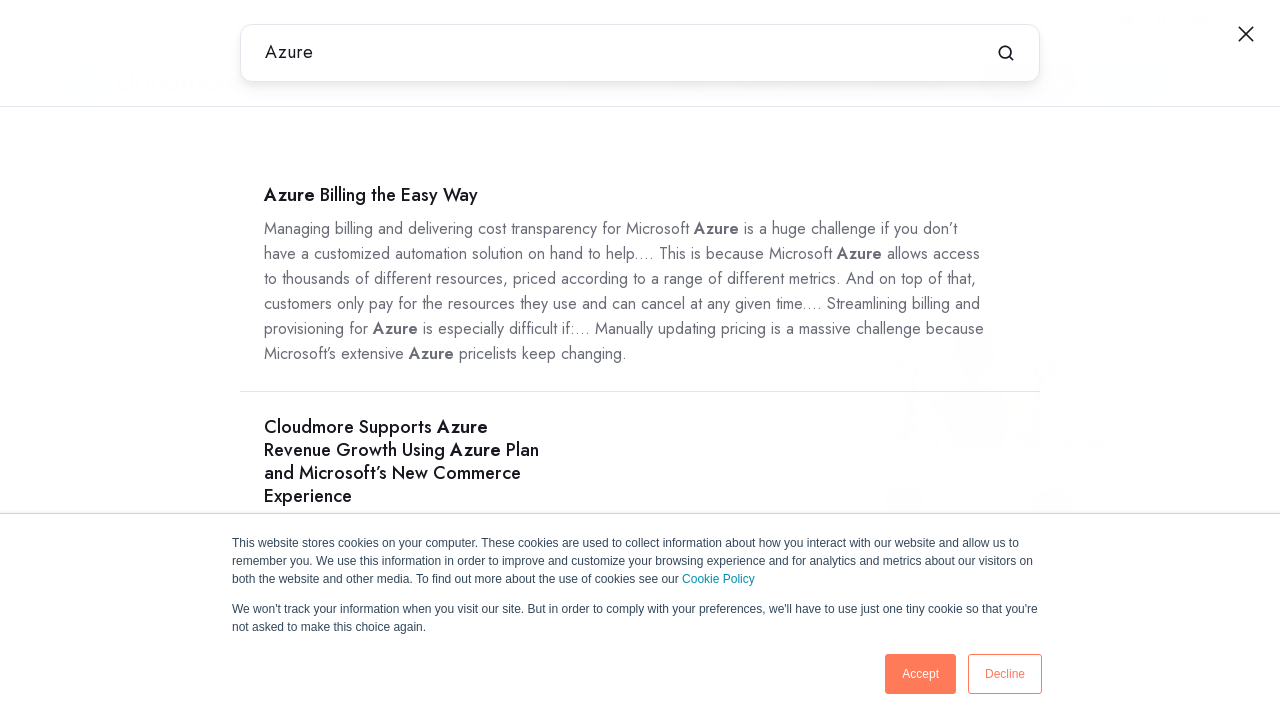 Azure
Azure Billing the Easy Way
Managing billing and delivering cost transparency for Microsoft Azure is a huge challenge if you don’t
have a customized automation solution on hand to help.... This is because Microsoft Azure allows access
to thousands of different resources, priced according to a range of different metrics. And on top of that,
customers only pay for the resources they use and can cancel at any given time.... Streamlining billing and
provisioning for Azure is especially difficult if:... Manually updating pricing is a massive challenge because
Microsoft’s extensive Azure pricelists keep changing.
Cloudmore Supports Azure
Revenue Growth Using Azure Plan
and Microsoft’s New Commerce
Experience
This website stores cookies on your computer. These cookies are used to collect information about how you interact with our website and allow us to
remember you. We use this information in order to improve and customize your browsing experience and for analytics and metrics about our visitors on
both the website and other media. To find out more about the use of cookies see our Cookie Policy
We won't track your information when you visit our site. But in order to comply with your preferences, we'll have to use just one tiny cookie so that you're
not asked to make this choice again.
Accept
Decline